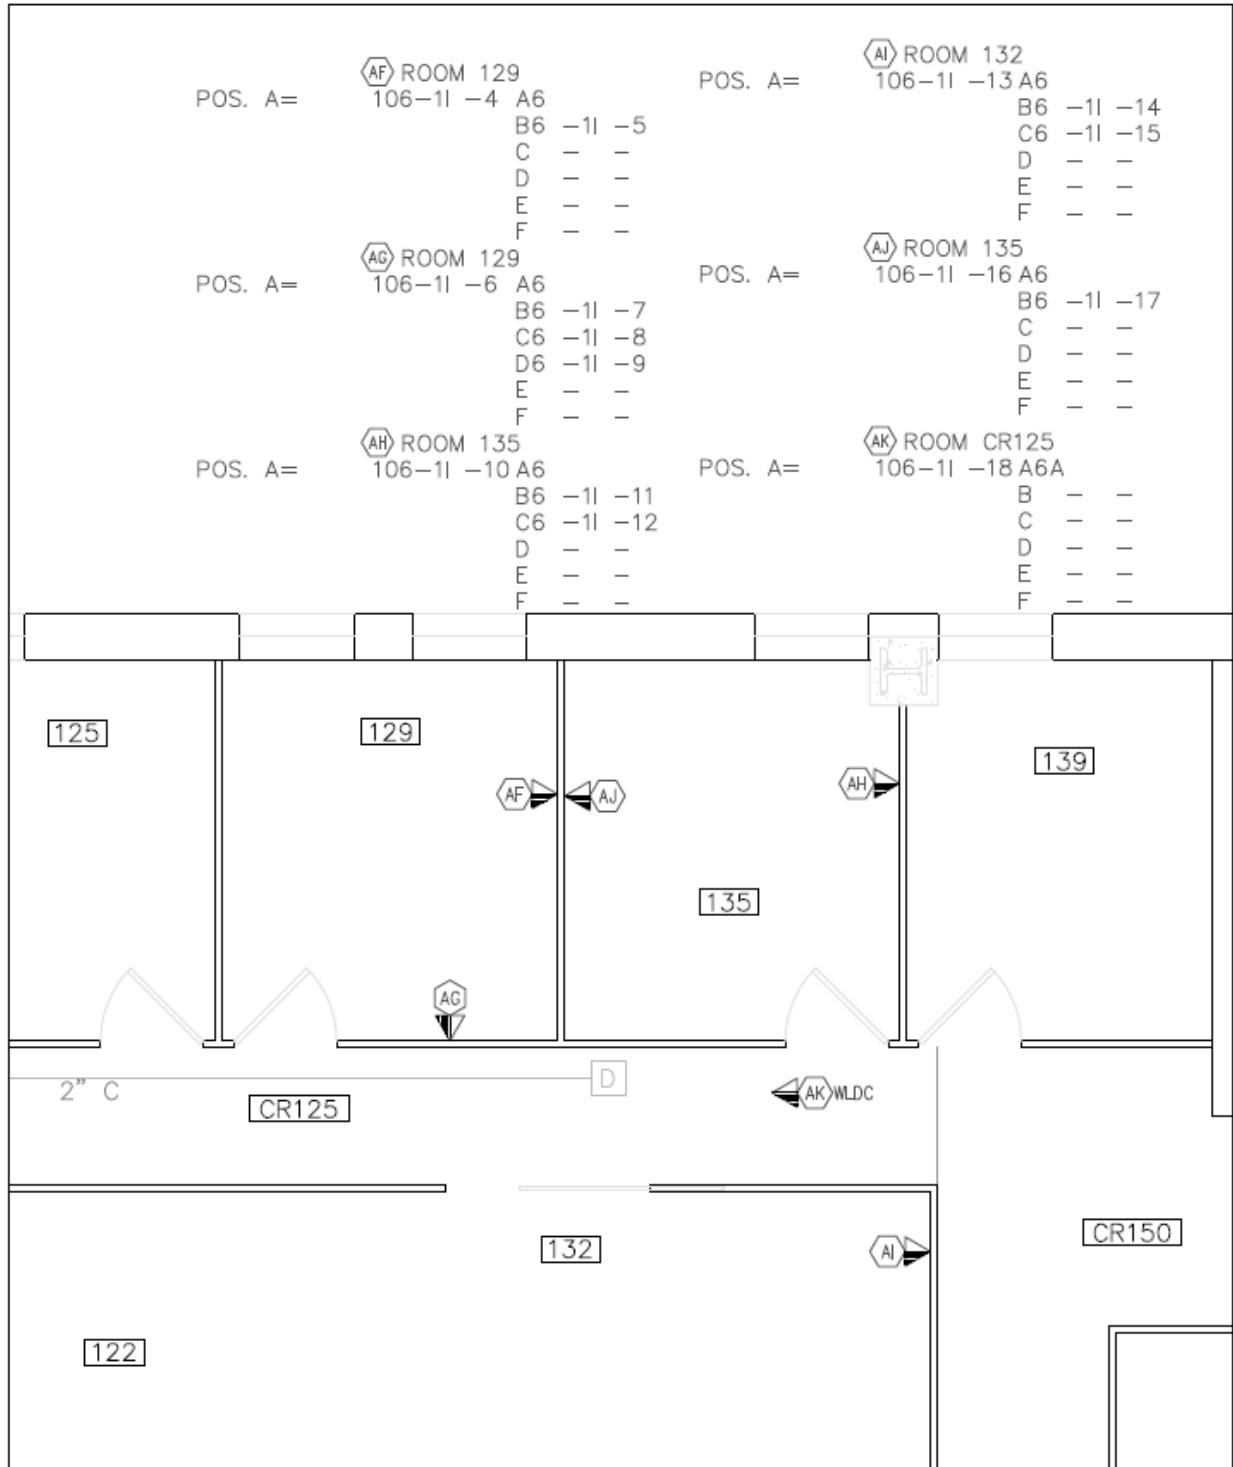 AF ROOM 129
POS. A= 106-1I -4 A6
B6 -1I -5
C - -
D - -
E - -
F - -
AG ROOM 129
POS. A= 106-1I -6 A6
B6 -1I -7
C6 -1I -8
D6 -1I -9
E - -
F - -
AH ROOM 135
POS. A= 106-1I -10 A6
B6 -1I -11
C6 -1I -12
D - -
E - -
F - -
AI ROOM 132
POS. A= 106-1I -13 A6
B6 -1I -14
C6 -1I -15
D - -
E - -
F - -
AJ ROOM 135
POS. A= 106-1I -16 A6
B6 -1I -17
C - -
D - -
E - -
F - -
AK ROOM CR125
POS. A= 106-1I -18 A6A
B - -
C - -
D - -
E - -
F - -
125
129
139
AF
AJ
AH
135
AG
D
2" C
CR125
AK WLDC
132
AI
CR150
122